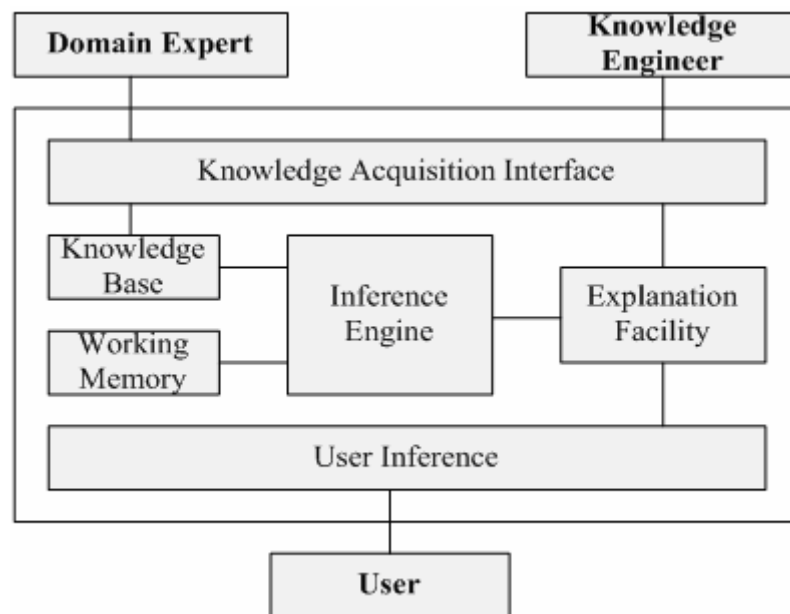 Domain Expert
Knowledge
Engineer
Knowledge Acquisition Interface
Knowledge
Base
Inference
Engine
Explanation
Facility
Working
Memory
User Inference
User